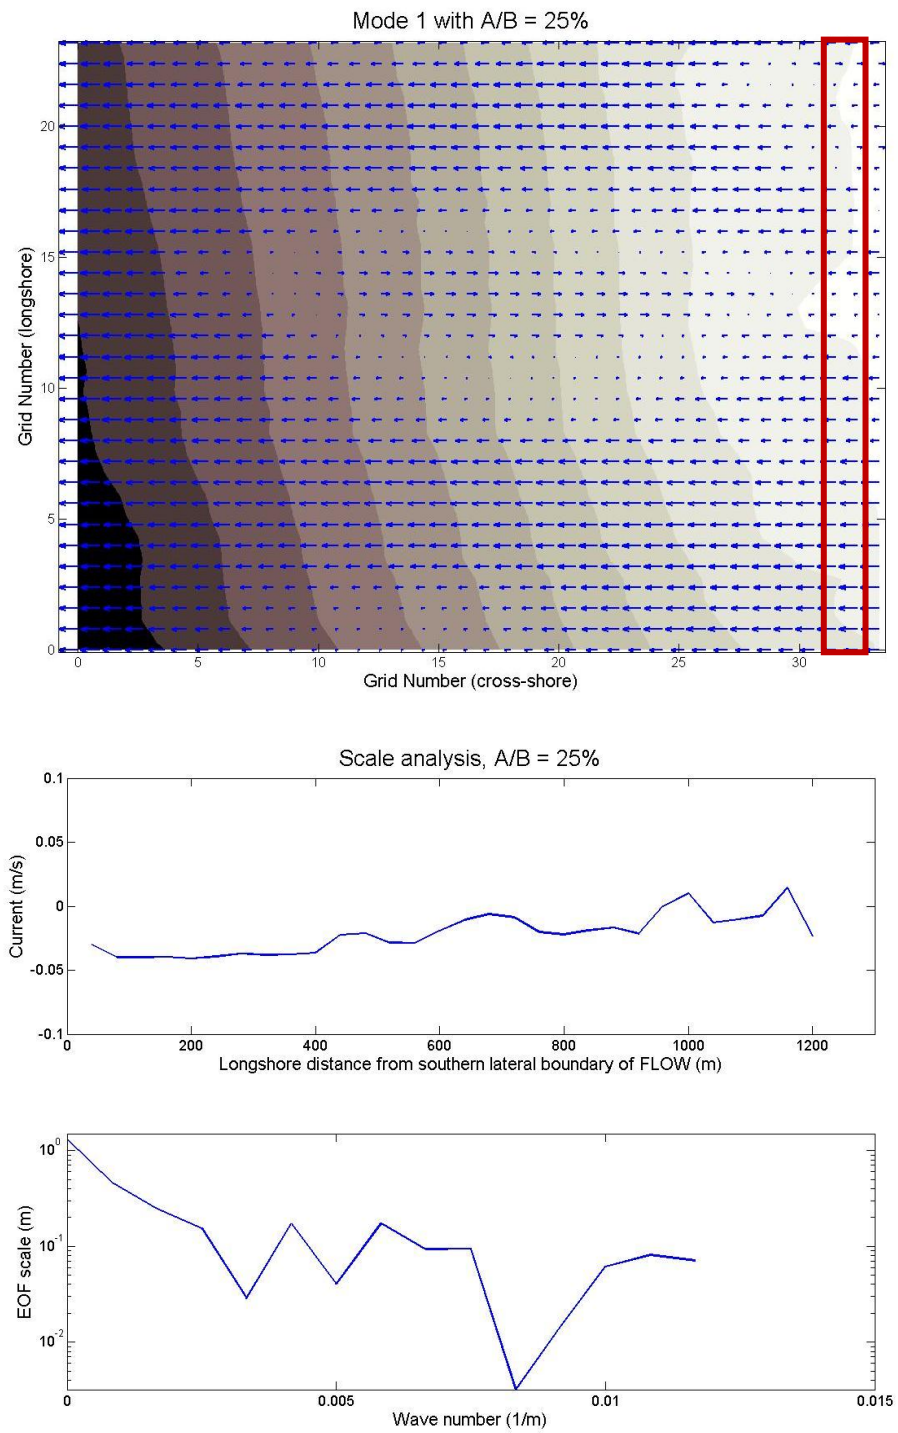 Mode 1 with A/B = 25%
20
15
10
5
0
Grid Number (longshore)
0 5 10 15 20 25 30
Grid Number (cross-shore)
Scale analysis, A/B = 25%
0.1
0.05
0
-0.05
-0.1
Current (m/s)
0 200 400 600 800 1000 1200
Longshore distance from southern lateral boundary of FLOW (m)
10^0
10^-1
10^-2
EOF scale (m)
0 0.005 0.01 0.015
Wave number (1/m)